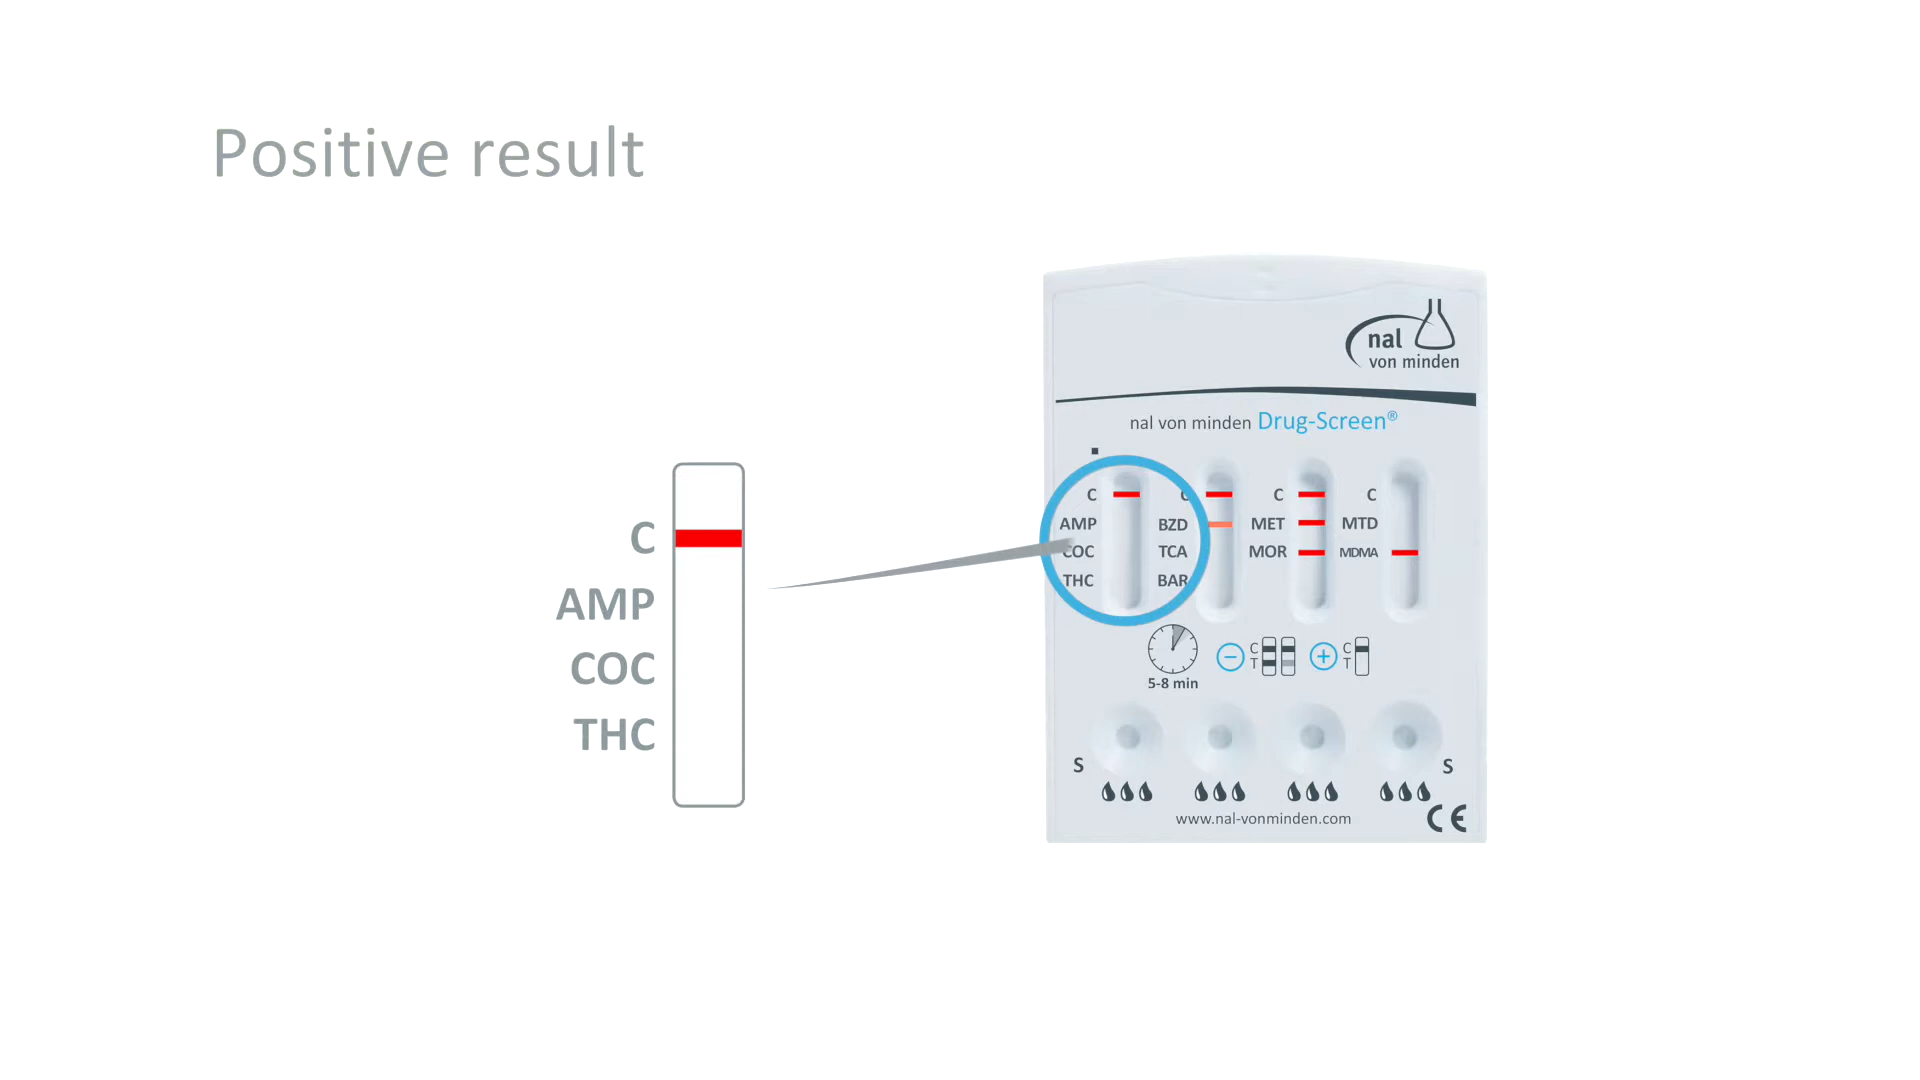 Positive result
C
AMP
COC
THC
nal
von minden
nal von minden Drug-Screen®
C C C C
AMP BZD MET MTD
COC TCA MOR MDMA
THC BAR
5-8 min
C
T
C
T
S S
www.nal-vonminden.com
CE